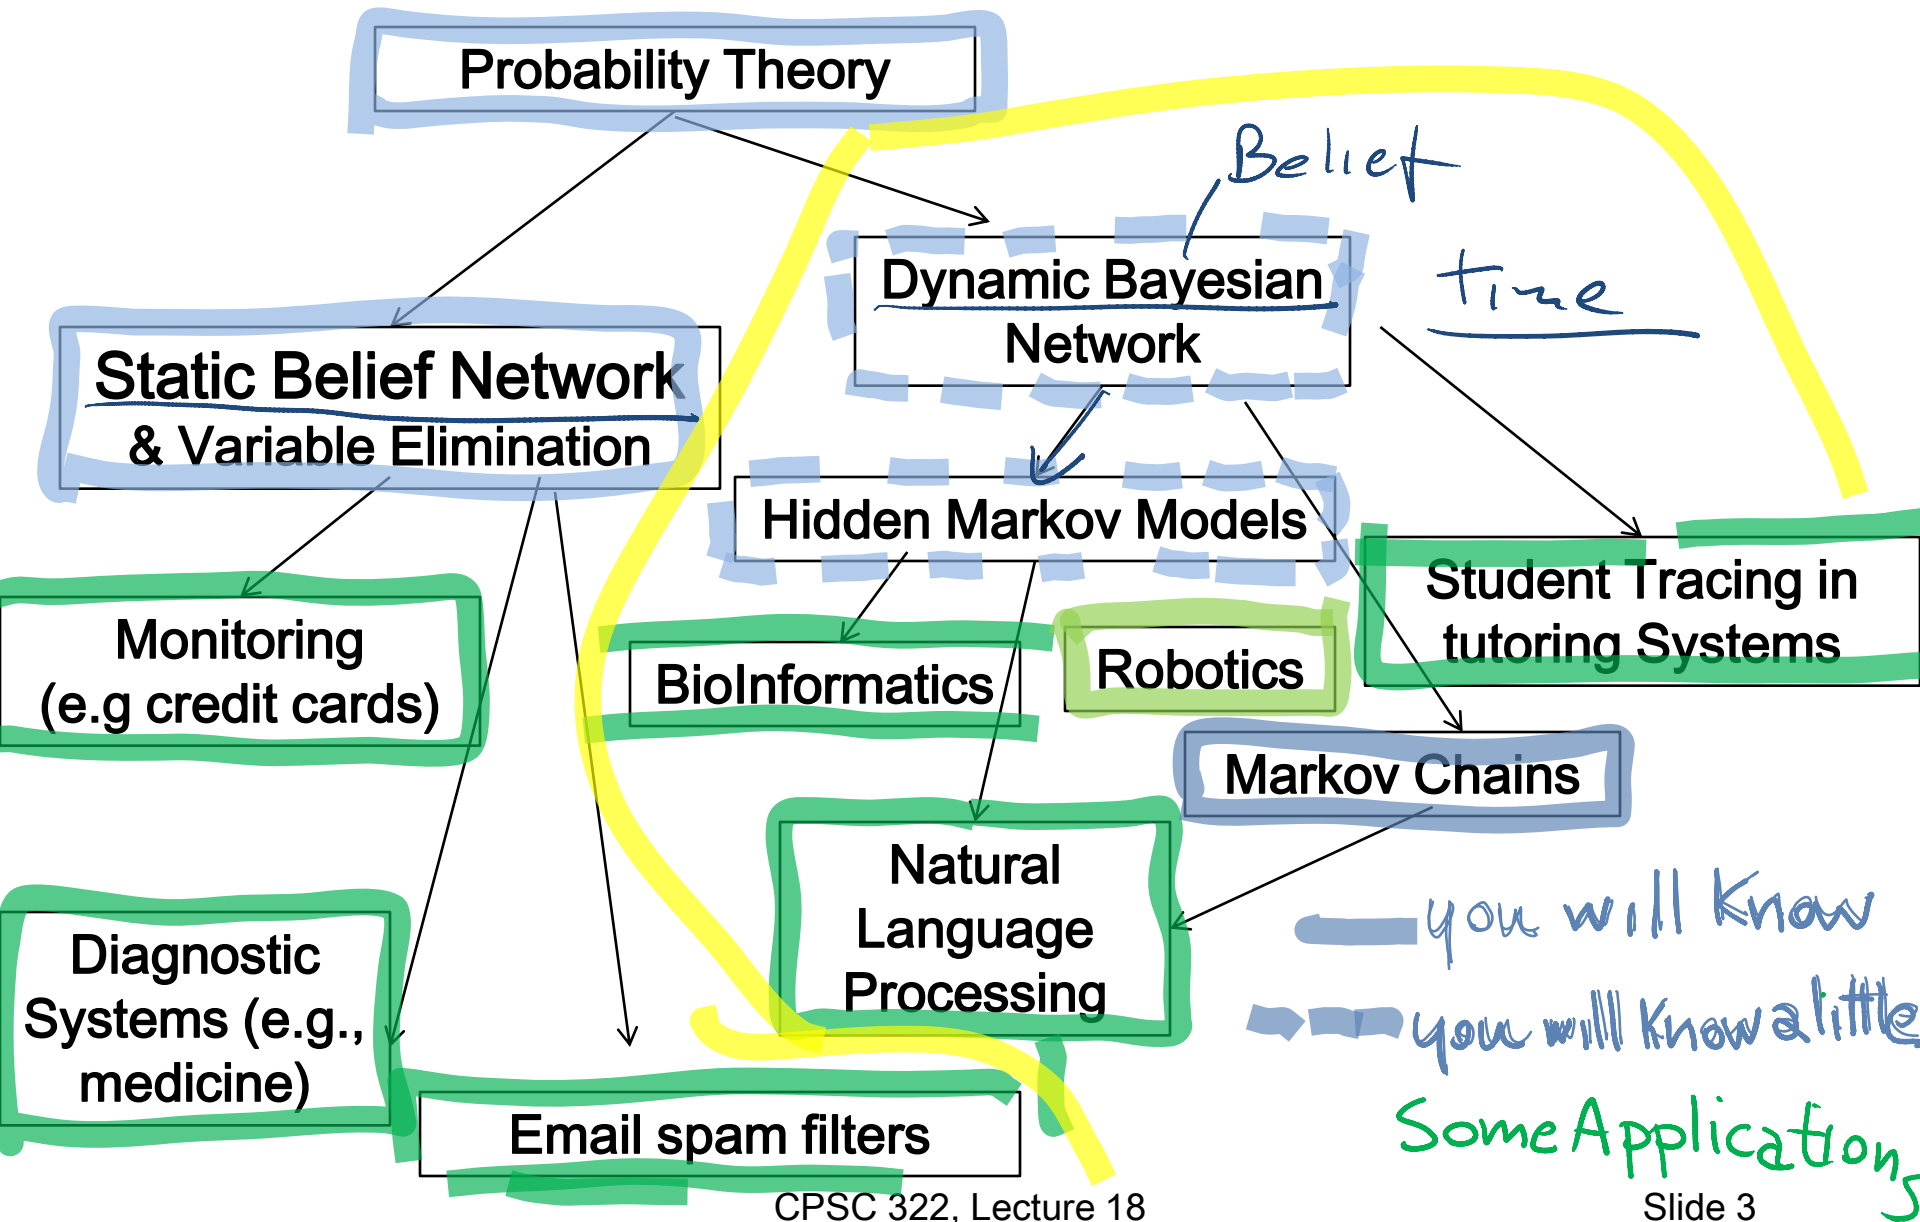 Probability Theory
Belief
Dynamic Bayesian
Network
time
Static Belief Network
& Variable Elimination
Hidden Markov Models
Student Tracing in
tutoring Systems
Monitoring
(e.g credit cards)
BioInformatics
Robotics
Markov Chains
Natural
Language
Processing
you will Know
Diagnostic
Systems (e.g.,
medicine)
you will Know a little
Email spam filters
Some Applications
CPSC 322, Lecture 18
Slide 3